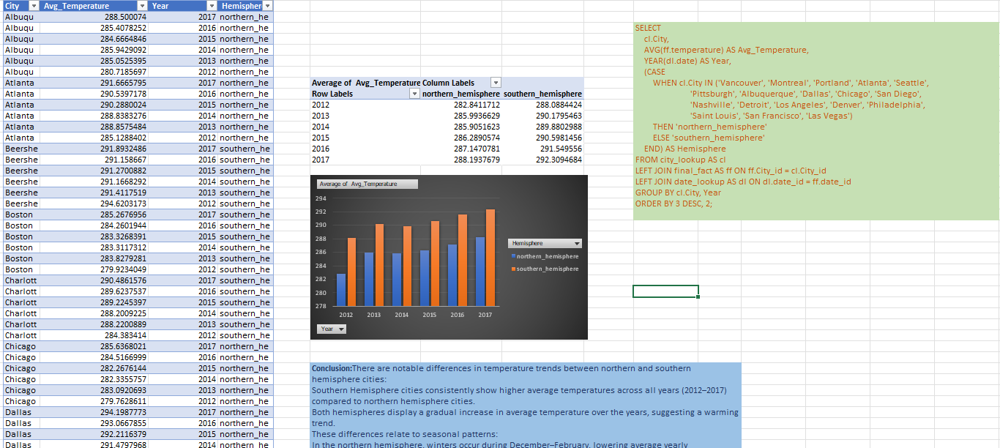 City Avg_Temperature Year Hemispher
Albuqu 288.500074 2017 northern_he
Albuqu 285.4078252 2016 northern_he
Albuqu 284.6664846 2015 northern_he
Albuqu 285.9429092 2014 northern_he
Albuqu 285.0525395 2013 northern_he
Albuqu 280.7185697 2012 northern_he
Atlanta 291.6665795 2017 northern_he
Atlanta 290.5397178 2016 northern_he
Atlanta 290.2880024 2015 northern_he
Atlanta 288.8383276 2014 northern_he
Atlanta 288.8575484 2013 northern_he
Atlanta 285.1288402 2012 northern_he
Beershe 291.8932486 2017 southern_he
Beershe 291.158667 2016 southern_he
Beershe 291.2700882 2015 southern_he
Beershe 291.1668292 2014 southern_he
Beershe 291.4117519 2013 southern_he
Beershe 294.6203173 2012 southern_he
Boston 285.2676956 2017 southern_he
Boston 284.2601944 2016 southern_he
Boston 283.3268391 2015 southern_he
Boston 283.3117312 2014 southern_he
Boston 283.8279281 2013 southern_he
Boston 279.9234049 2012 southern_he
Charlott 290.4861576 2017 southern_he
Charlott 289.6237537 2016 southern_he
Charlott 289.2245397 2015 southern_he
Charlott 288.2009225 2014 southern_he
Charlott 288.2200889 2013 southern_he
Charlott 284.383414 2012 southern_he
Chicago 285.6368021 2017 northern_he
Chicago 284.5166999 2016 northern_he
Chicago 282.2676144 2015 northern_he
Chicago 282.3355757 2014 northern_he
Chicago 283.0920693 2013 northern_he
Chicago 279.7628611 2012 northern_he
Dallas 294.1987773 2017 northern_he
Dallas 293.0667855 2016 northern_he
Dallas 292.2116379 2015 northern_he
Dallas 291.4797968 2014 northern_he
Average of Avg_Temperature Column Labels
Row Labels northern_hemisphere southern_hemisphere
2012 282.8411712 288.0884424
2013 285.9936629 290.1795463
2014 285.9051623 289.8802988
2015 286.2890574 290.5981456
2016 287.1470781 291.549556
2017 288.1937679 292.3094684
Average of Avg_Temperature
294
292
290
288
286
284
282
280
278
2012 2013 2014 2015 2016 2017
Hemisphere
northern_hemisphere
southern_hemisphere
Year
Conclusion:There are notable differences in temperature trends between northern and southern
hemisphere cities:
Southern Hemisphere cities consistently show higher average temperatures across all years (2012–2017)
compared to northern hemisphere cities.
Both hemispheres display a gradual increase in average temperature over the years, suggesting a warming
trend.
These differences relate to seasonal patterns:
In the northern hemisphere, winters occur during December–February, lowering average yearly
SELECT
cl.City,
AVG(ff.temperature) AS Avg_Temperature,
YEAR(dl.date) AS Year,
(CASE
WHEN cl.City IN ('Vancouver', 'Montreal', 'Portland', 'Atlanta', 'Seattle',
'Pittsburgh', 'Albuquerque', 'Dallas', 'Chicago', 'San Diego',
'Nashville', 'Detroit', 'Los Angeles', 'Denver', 'Philadelphia',
'Saint Louis', 'San Francisco', 'Las Vegas')
THEN 'northern_hemisphere'
ELSE 'southern_hemisphere'
END) AS Hemisphere
FROM city_lookup AS cl
LEFT JOIN final_fact AS ff ON ff.City_id = cl.City_id
LEFT JOIN date_lookup AS dl ON dl.date_id = ff.date_id
GROUP BY cl.City, Year
ORDER BY 3 DESC, 2;